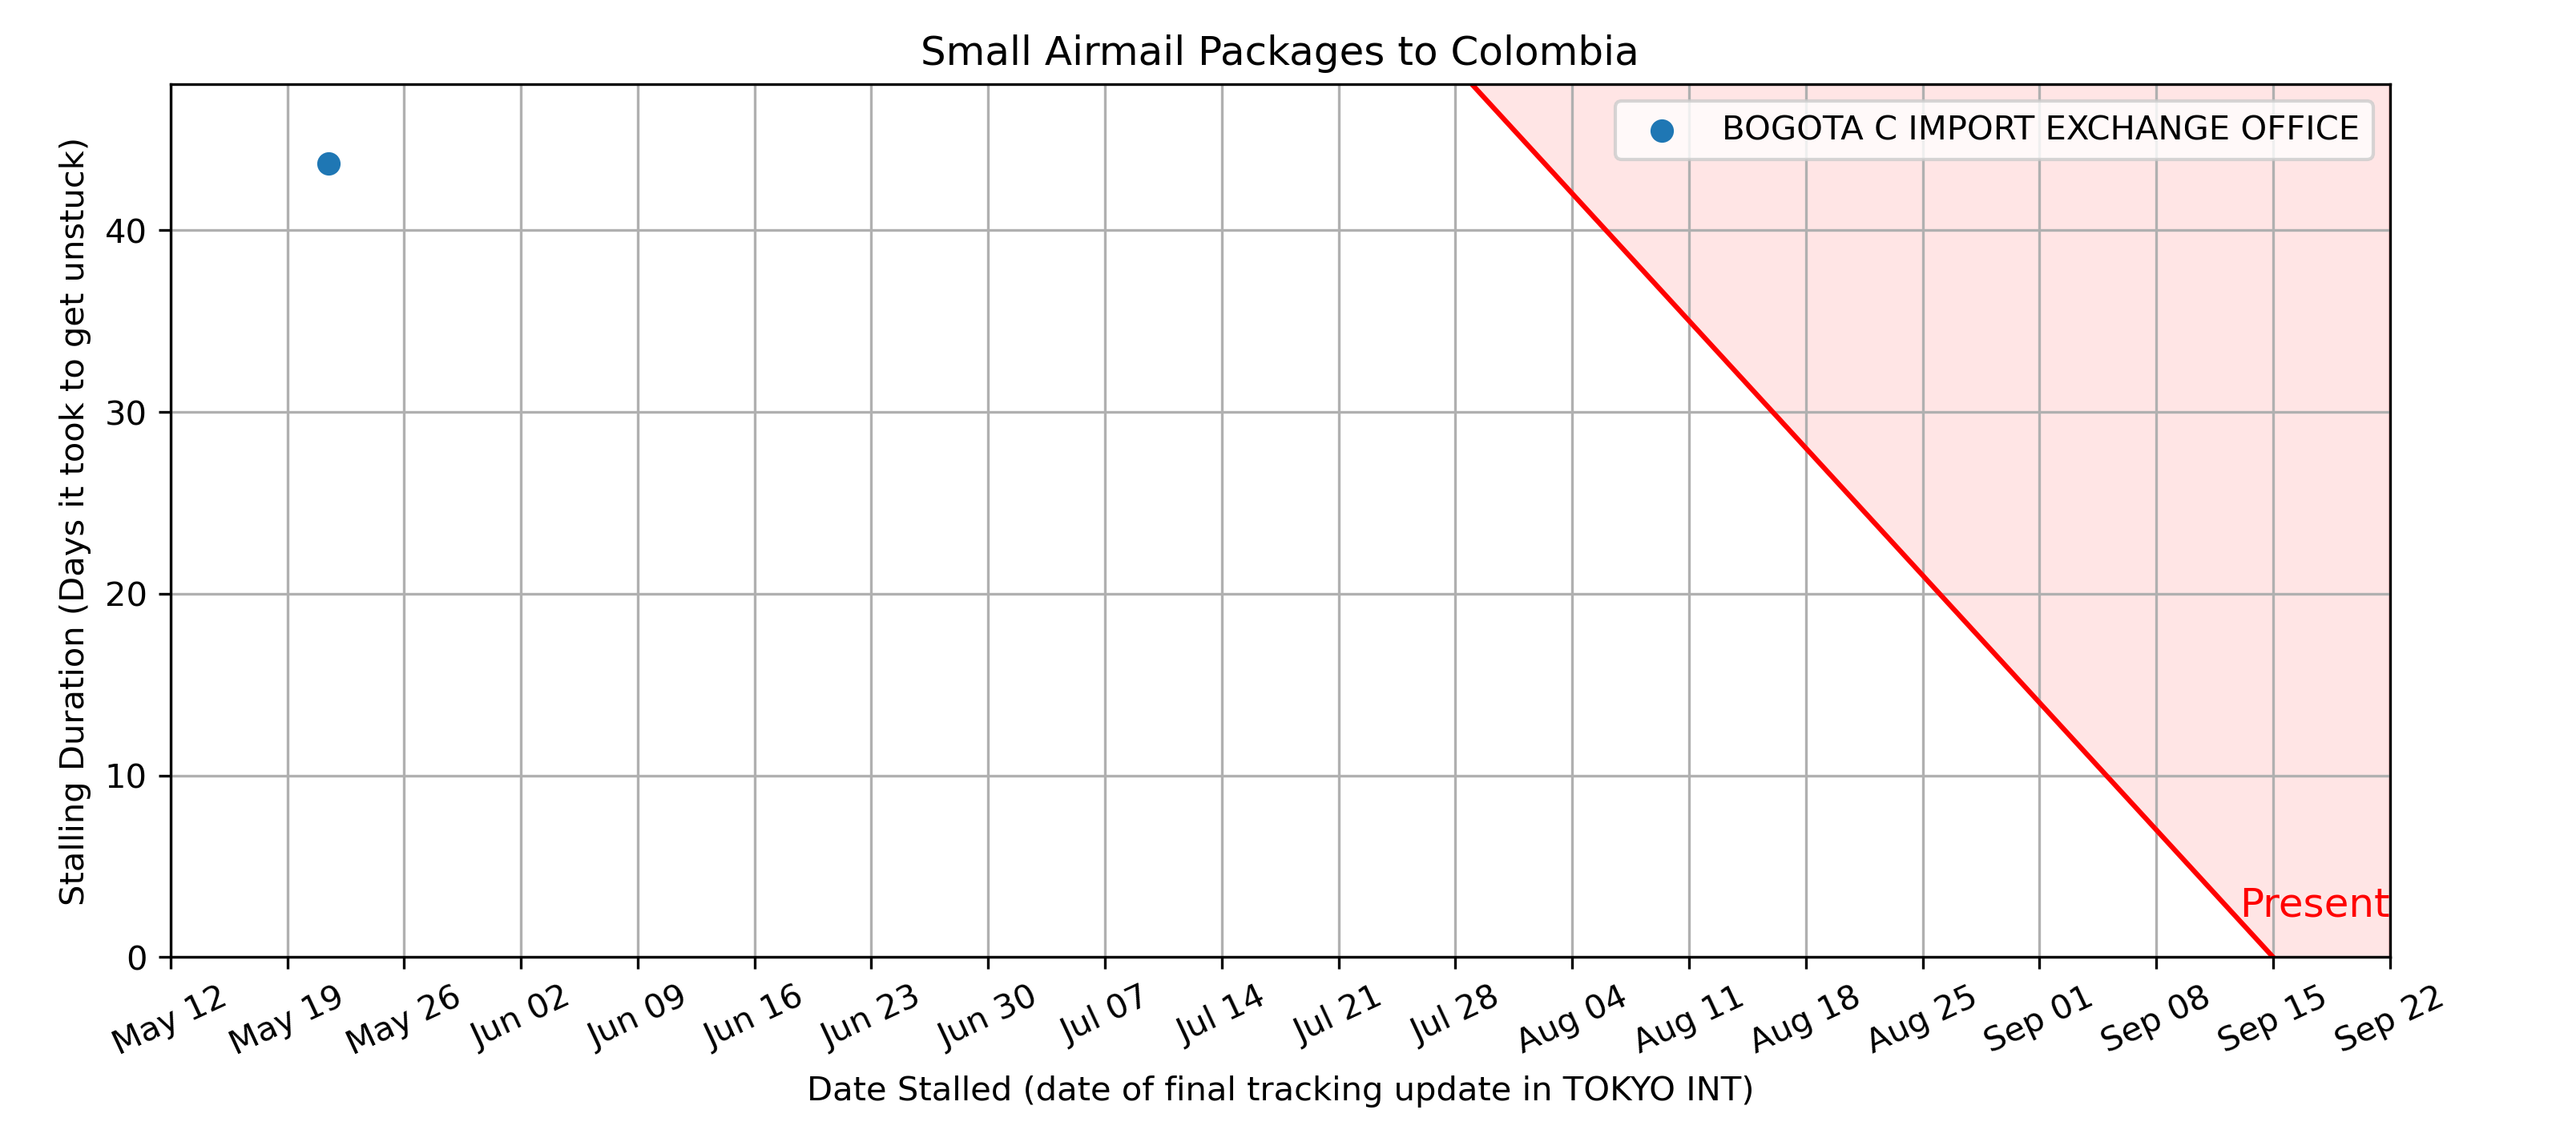 Small Airmail Packages to Colombia
BOGOTA C IMPORT EXCHANGE OFFICE
Stalling Duration (Days it took to get unstuck)
40
30
20
10
0
Present
May 12
May 19
May 26
Jun 02
Jun 09
Jun 16
Jun 23
Jun 30
Jul 07
Jul 14
Jul 21
Jul 28
Aug 04
Aug 11
Aug 18
Aug 25
Sep 01
Sep 08
Sep 15
Sep 22
Date Stalled (date of final tracking update in TOKYO INT)